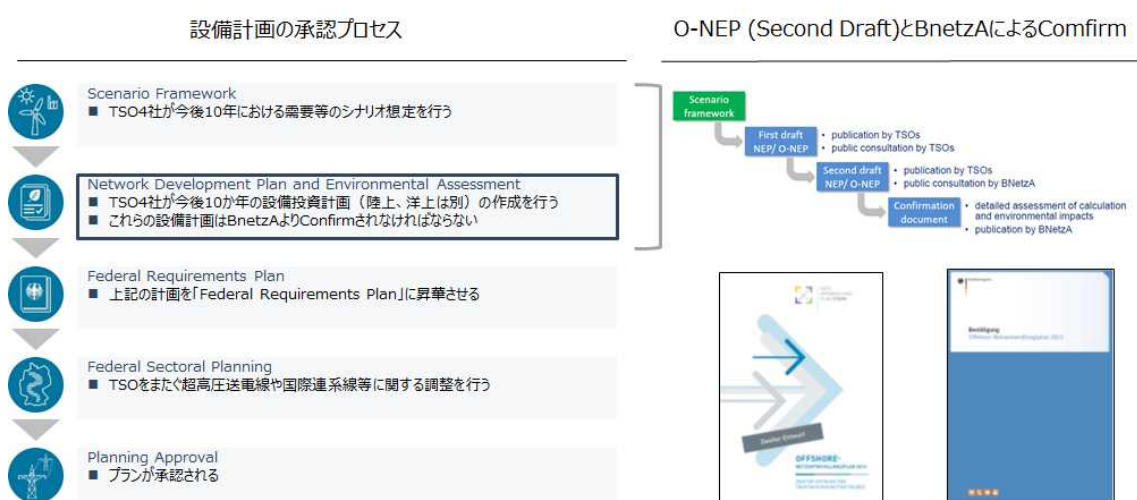 設備計画の承認プロセス
Scenario Framework
■ TSO4社が今後10年における需要等のシナリオ想定を行う
Network Development Plan and Environmental Assessment
■ TSO4社が今後10か年の設備投資計画（陸上、洋上は別）の作成を行う
■ これらの設備計画はBnetzAよりConfirmされなければならない
Federal Requirements Plan
■ 上記の計画を「Federal Requirements Plan」に昇華させる
Federal Sectoral Planning
■ TSOをまたぐ超高圧送電線や国際連系線等に関する調整を行う
Planning Approval
■ プランが承認される
O-NEP (Second Draft)とBnetzAによるComfirm
Scenario
framework
First draft
NEP/ O-NEP
• publication by TSOs
• public consultation by TSOs
Second draft
NEP/ O-NEP
• publication by TSOs
• public consultation by BNetzA
Confirmation
document
• detailed assessment of calculation
and environmental impacts
• publication by BNetzA
Zweiter Entwurf
OFFSHORE-
Bestätigung